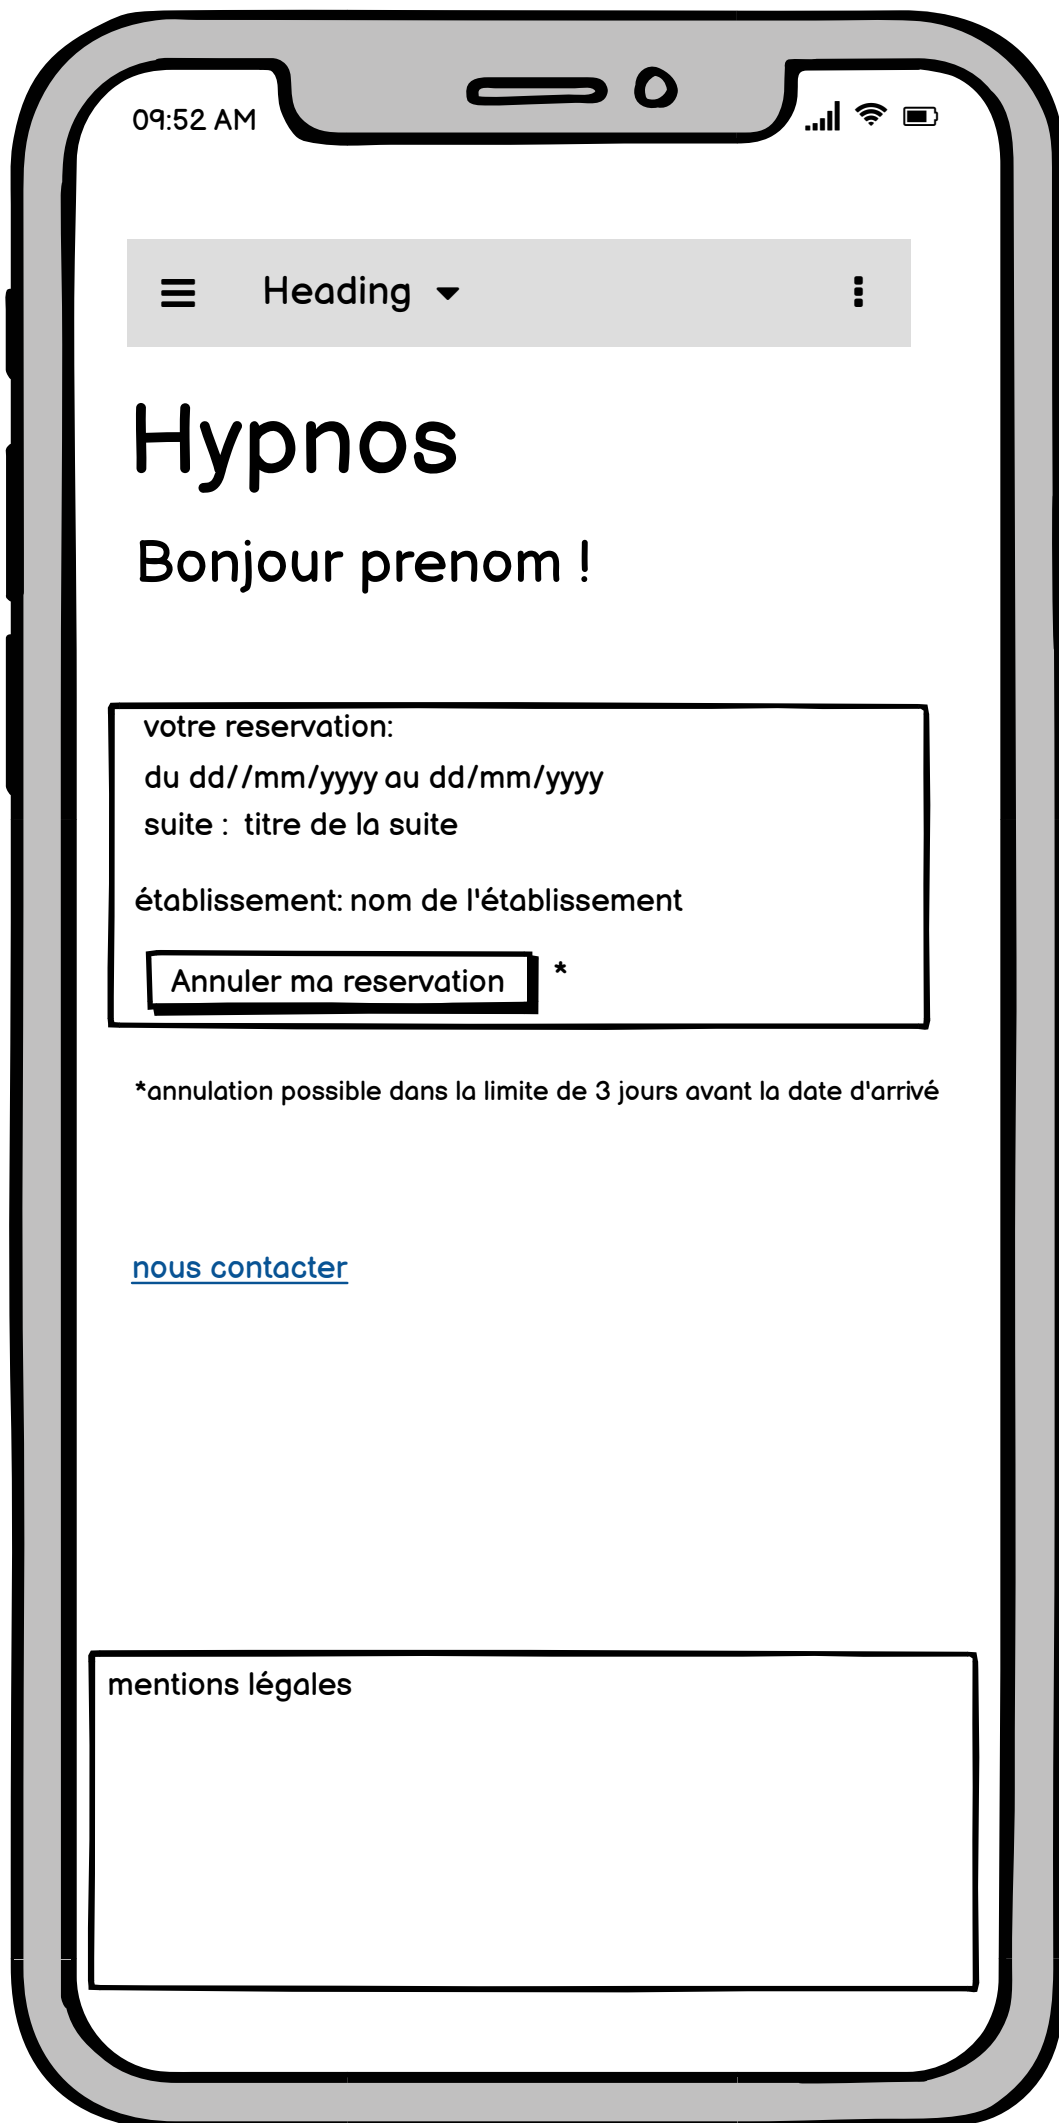 09:52 AM
Heading
Hypnos
Bonjour prenom !
votre reservation:
du dd//mm/yyyy au dd/mm/yyyy
suite : titre de la suite
établissement: nom de l'établissement
Annuler ma reservation *
*annulation possible dans la limite de 3 jours avant la date d'arrivé
nous contacter
mentions légales